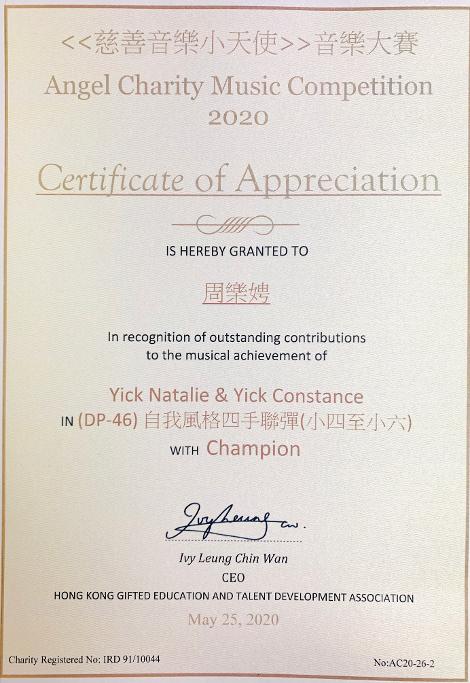 <<慈善音樂小天使>>音樂大賽
Angel Charity Music Competition
2020
Certificate of Appreciation
IS HEREBY GRANTED TO
周樂娉
In recognition of outstanding contributions
to the musical achievement of
Yick Natalie & Yick Constance
IN (DP-46) 自我風格四手聯彈(小四至小六)
WITH Champion
Ivy Leung Chin Wan
CEO
HONG KONG GIFTED EDUCATION AND TALENT DEVELOPMENT ASSOCIATION
May 25, 2020
Charity Registered No: IRD 91/10044
No:AC20-26-2